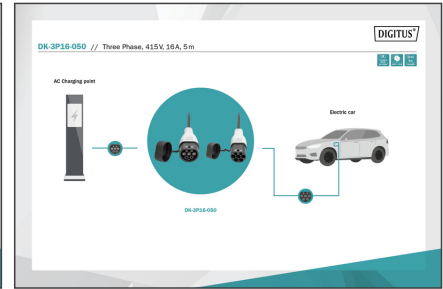 DIGITUS®
DK-3P16-050 // Three Phase, 415V, 16A, 5m
AC Charging point
Electric car
DK-3P16-050